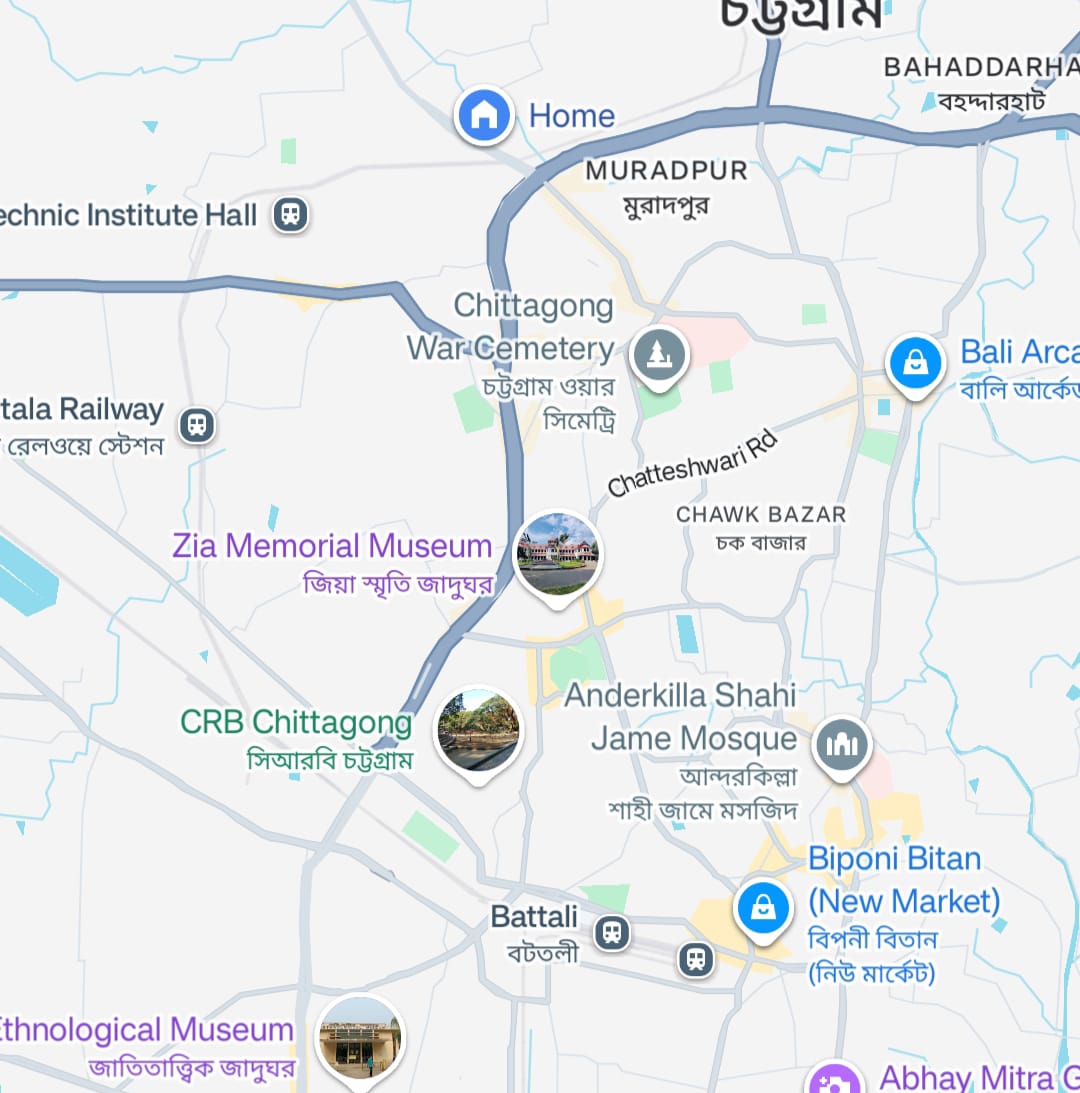 চট্টগ্রাম
BAHADDARHA
বহদ্দারহাট
Home
MURADPUR
মুরাদপুর
echnic Institute Hall
Chittagong
War Cemetery
চট্টগ্রাম ওয়ার
সিমেট্রি
Bali Arca
বালি আর্কেড
tala Railway
রেলওয়ে স্টেশন
Chatteshwari Rd
CHAWK BAZAR
চক বাজার
Zia Memorial Museum
জিয়া স্মৃতি জাদুঘর
Anderkilla Shahi
Jame Mosque
আন্দরকিল্লা
শাহী জামে মসজিদ
CRB Chittagong
সিআরবি চট্টগ্রাম
Biponi Bitan
(New Market)
বিপনী বিতান
(নিউ মার্কেট)
Battali
বটতলী
Ethnological Museum
জাতিতাত্ত্বিক জাদুঘর
Abhay Mitra G